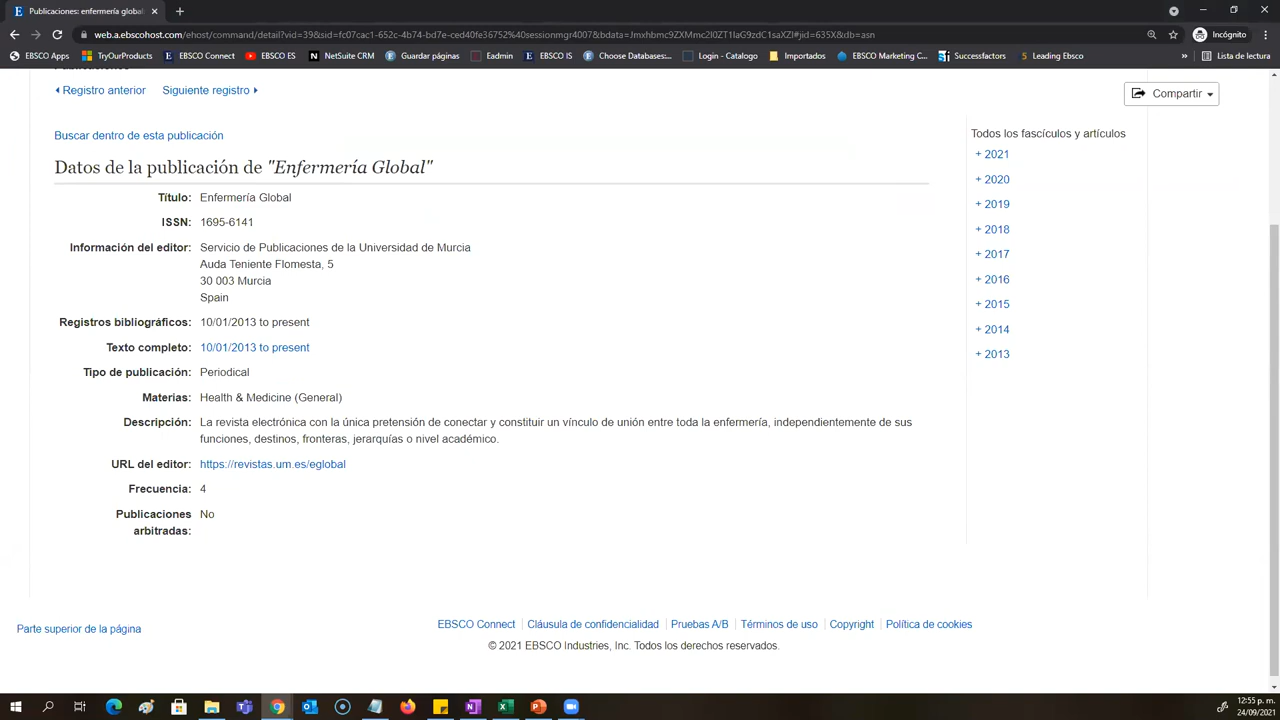 Publicaciones: enfermería global
web.a.ebscohost.com/ehost/command/detail?vid=39&sid=fc07cac1-652c-4b74-bd7e-ced40fe36752%40sessionmgr4007&bdata=Jmxhbmc9ZXMmc2l0ZT1laG9zdC1saXZl#jid=635X&db=asn
Incógnito
EBSCO Apps TryOurProducts EBSCO Connect EBSCO ES NetSuite CRM Guardar páginas EBSCO IS Choose Databases:... Login - Catalogo Importados EBSCO Marketing C... Successfactors Leading Ebsco » Lista de lectura
Publicaciones
Registro anterior Siguiente registro
Compartir
Buscar dentro de esta publicación
Datos de la publicación de "Enfermería Global"
Título: Enfermería Global
ISSN: 1695-6141
Información del editor: Servicio de Publicaciones de la Universidad de Murcia
Auda Teniente Flomesta, 5
30 003 Murcia
Spain
Registros bibliográficos: 10/01/2013 to present
Texto completo: 10/01/2013 to present
Tipo de publicación: Periodical
Materias: Health & Medicine (General)
Descripción: La revista electrónica con la única pretensión de conectar y constituir un vínculo de unión entre toda la enfermería, independientemente de sus
funciones, destinos, fronteras, jerarquías o nivel académico.
URL del editor: https://revistas.um.es/eglobal
Frecuencia: 4
Publicaciones No
arbitradas:
Todos los fascículos y artículos
+ 2021
+ 2020
+ 2019
+ 2018
+ 2017
+ 2016
+ 2015
+ 2014
+ 2013
Parte superior de la página
EBSCO Connect Cláusula de confidencialidad Pruebas A/B Términos de uso Copyright Política de cookies
© 2021 EBSCO Industries, Inc. Todos los derechos reservados.
12:55 p. m.
24/09/2021